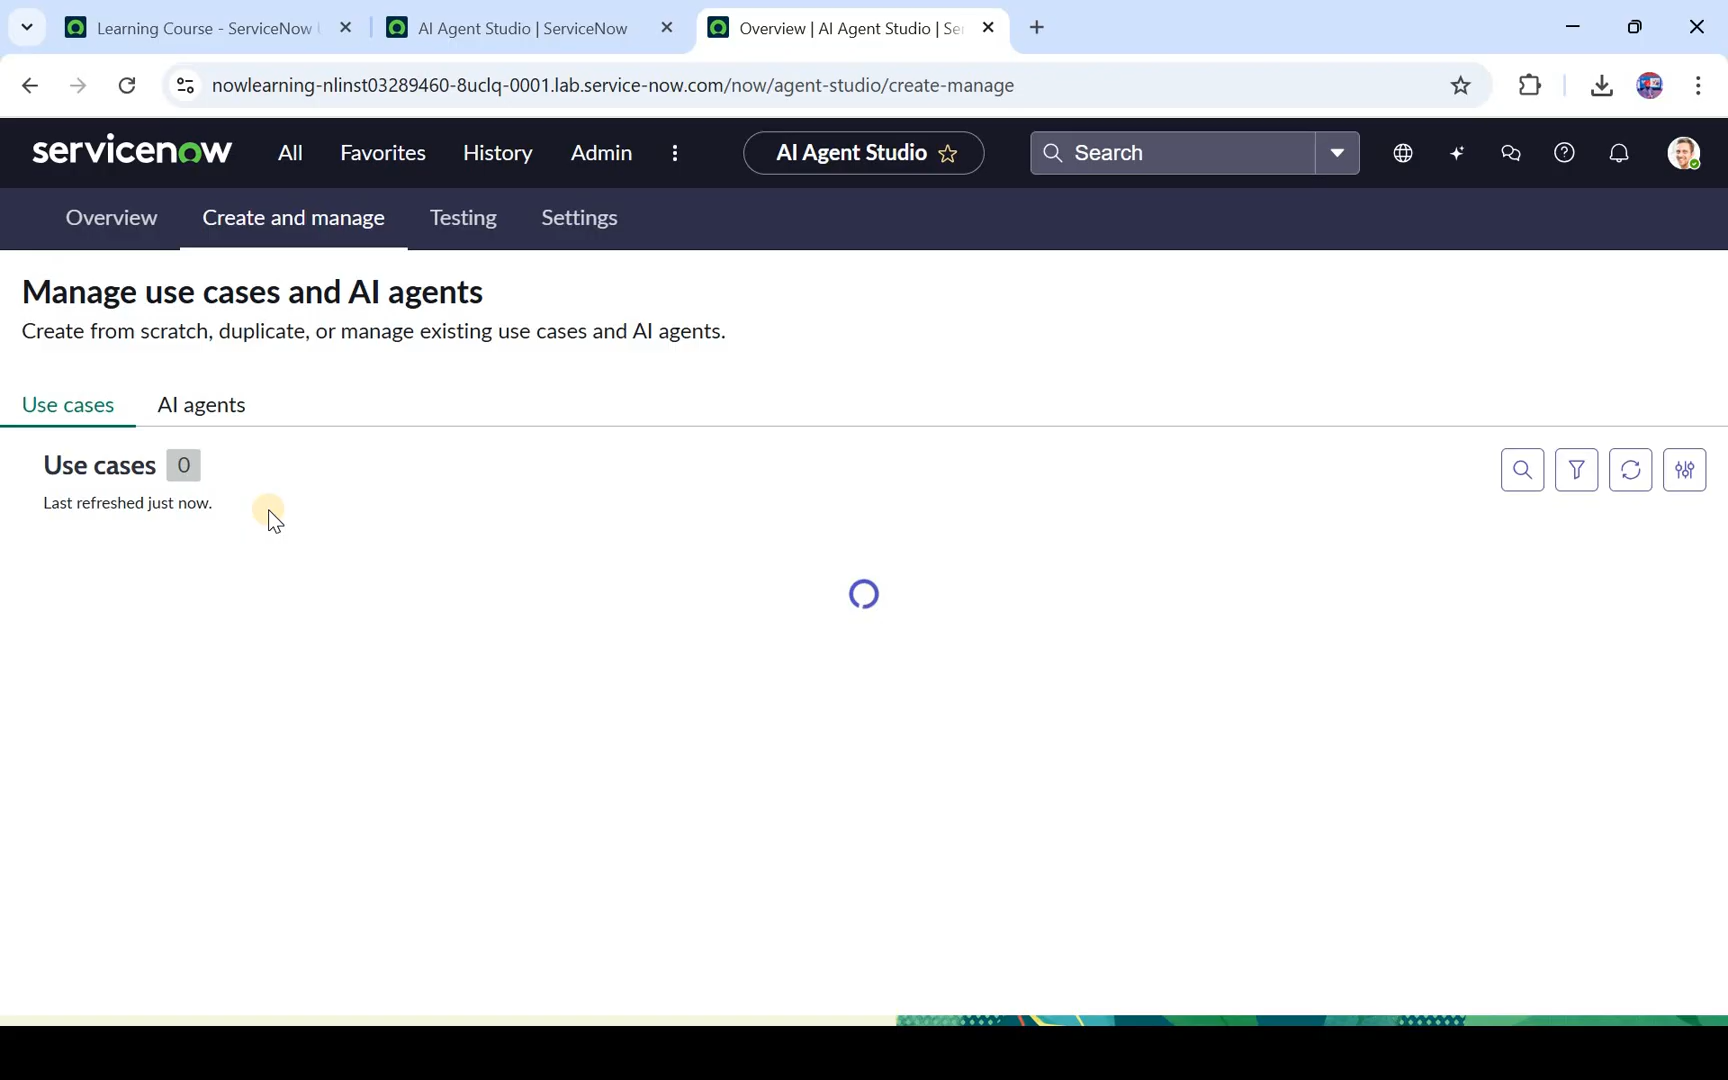 Learning Course - ServiceNow
AI Agent Studio | ServiceNow
Overview | AI Agent Studio | Se
nowlearning-nlinst03289460-8uclq-0001.lab.service-now.com/now/agent-studio/create-manage
servicenow
All
Favorites
History
Admin
AI Agent Studio
Search
Overview
Create and manage
Testing
Settings
Manage use cases and AI agents
Create from scratch, duplicate, or manage existing use cases and AI agents.
Use cases
AI agents
Use cases 0
Last refreshed just now.